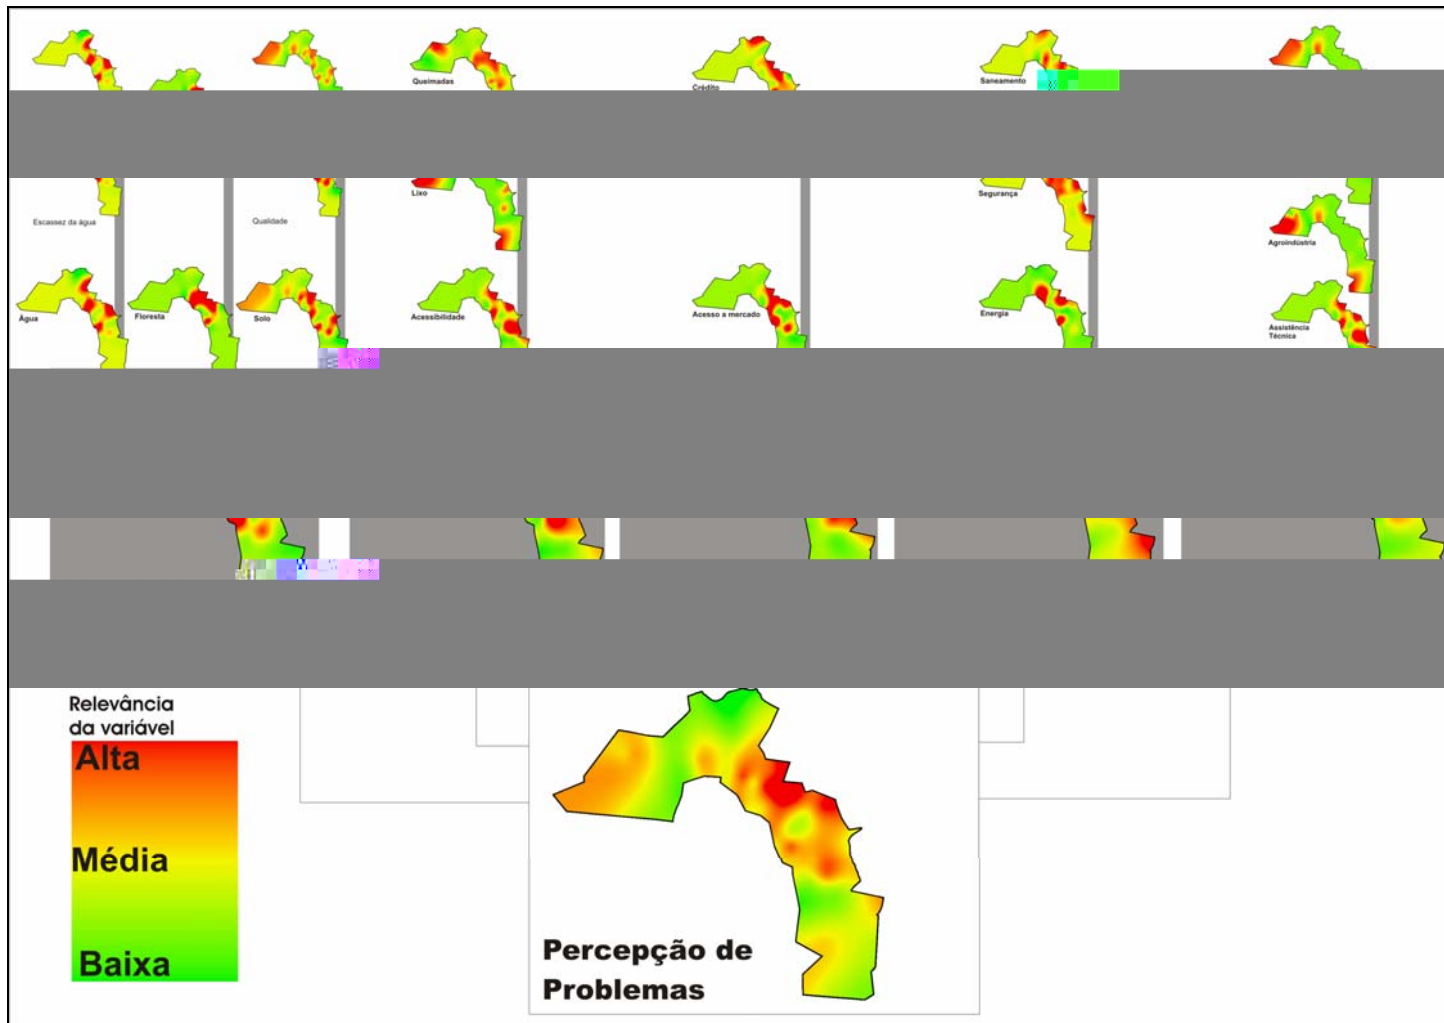 Queimadas
Crédito
Saneamento
Lixo
Segurança
Escassez da água
Qualidade
Agroindústria
Água
Floresta
Solo
Acessibilidade
Acesso a mercado
Energia
Assistência
Técnica
Relevância
da variável
Alta
Média
Baixa
Percepção de
Problemas